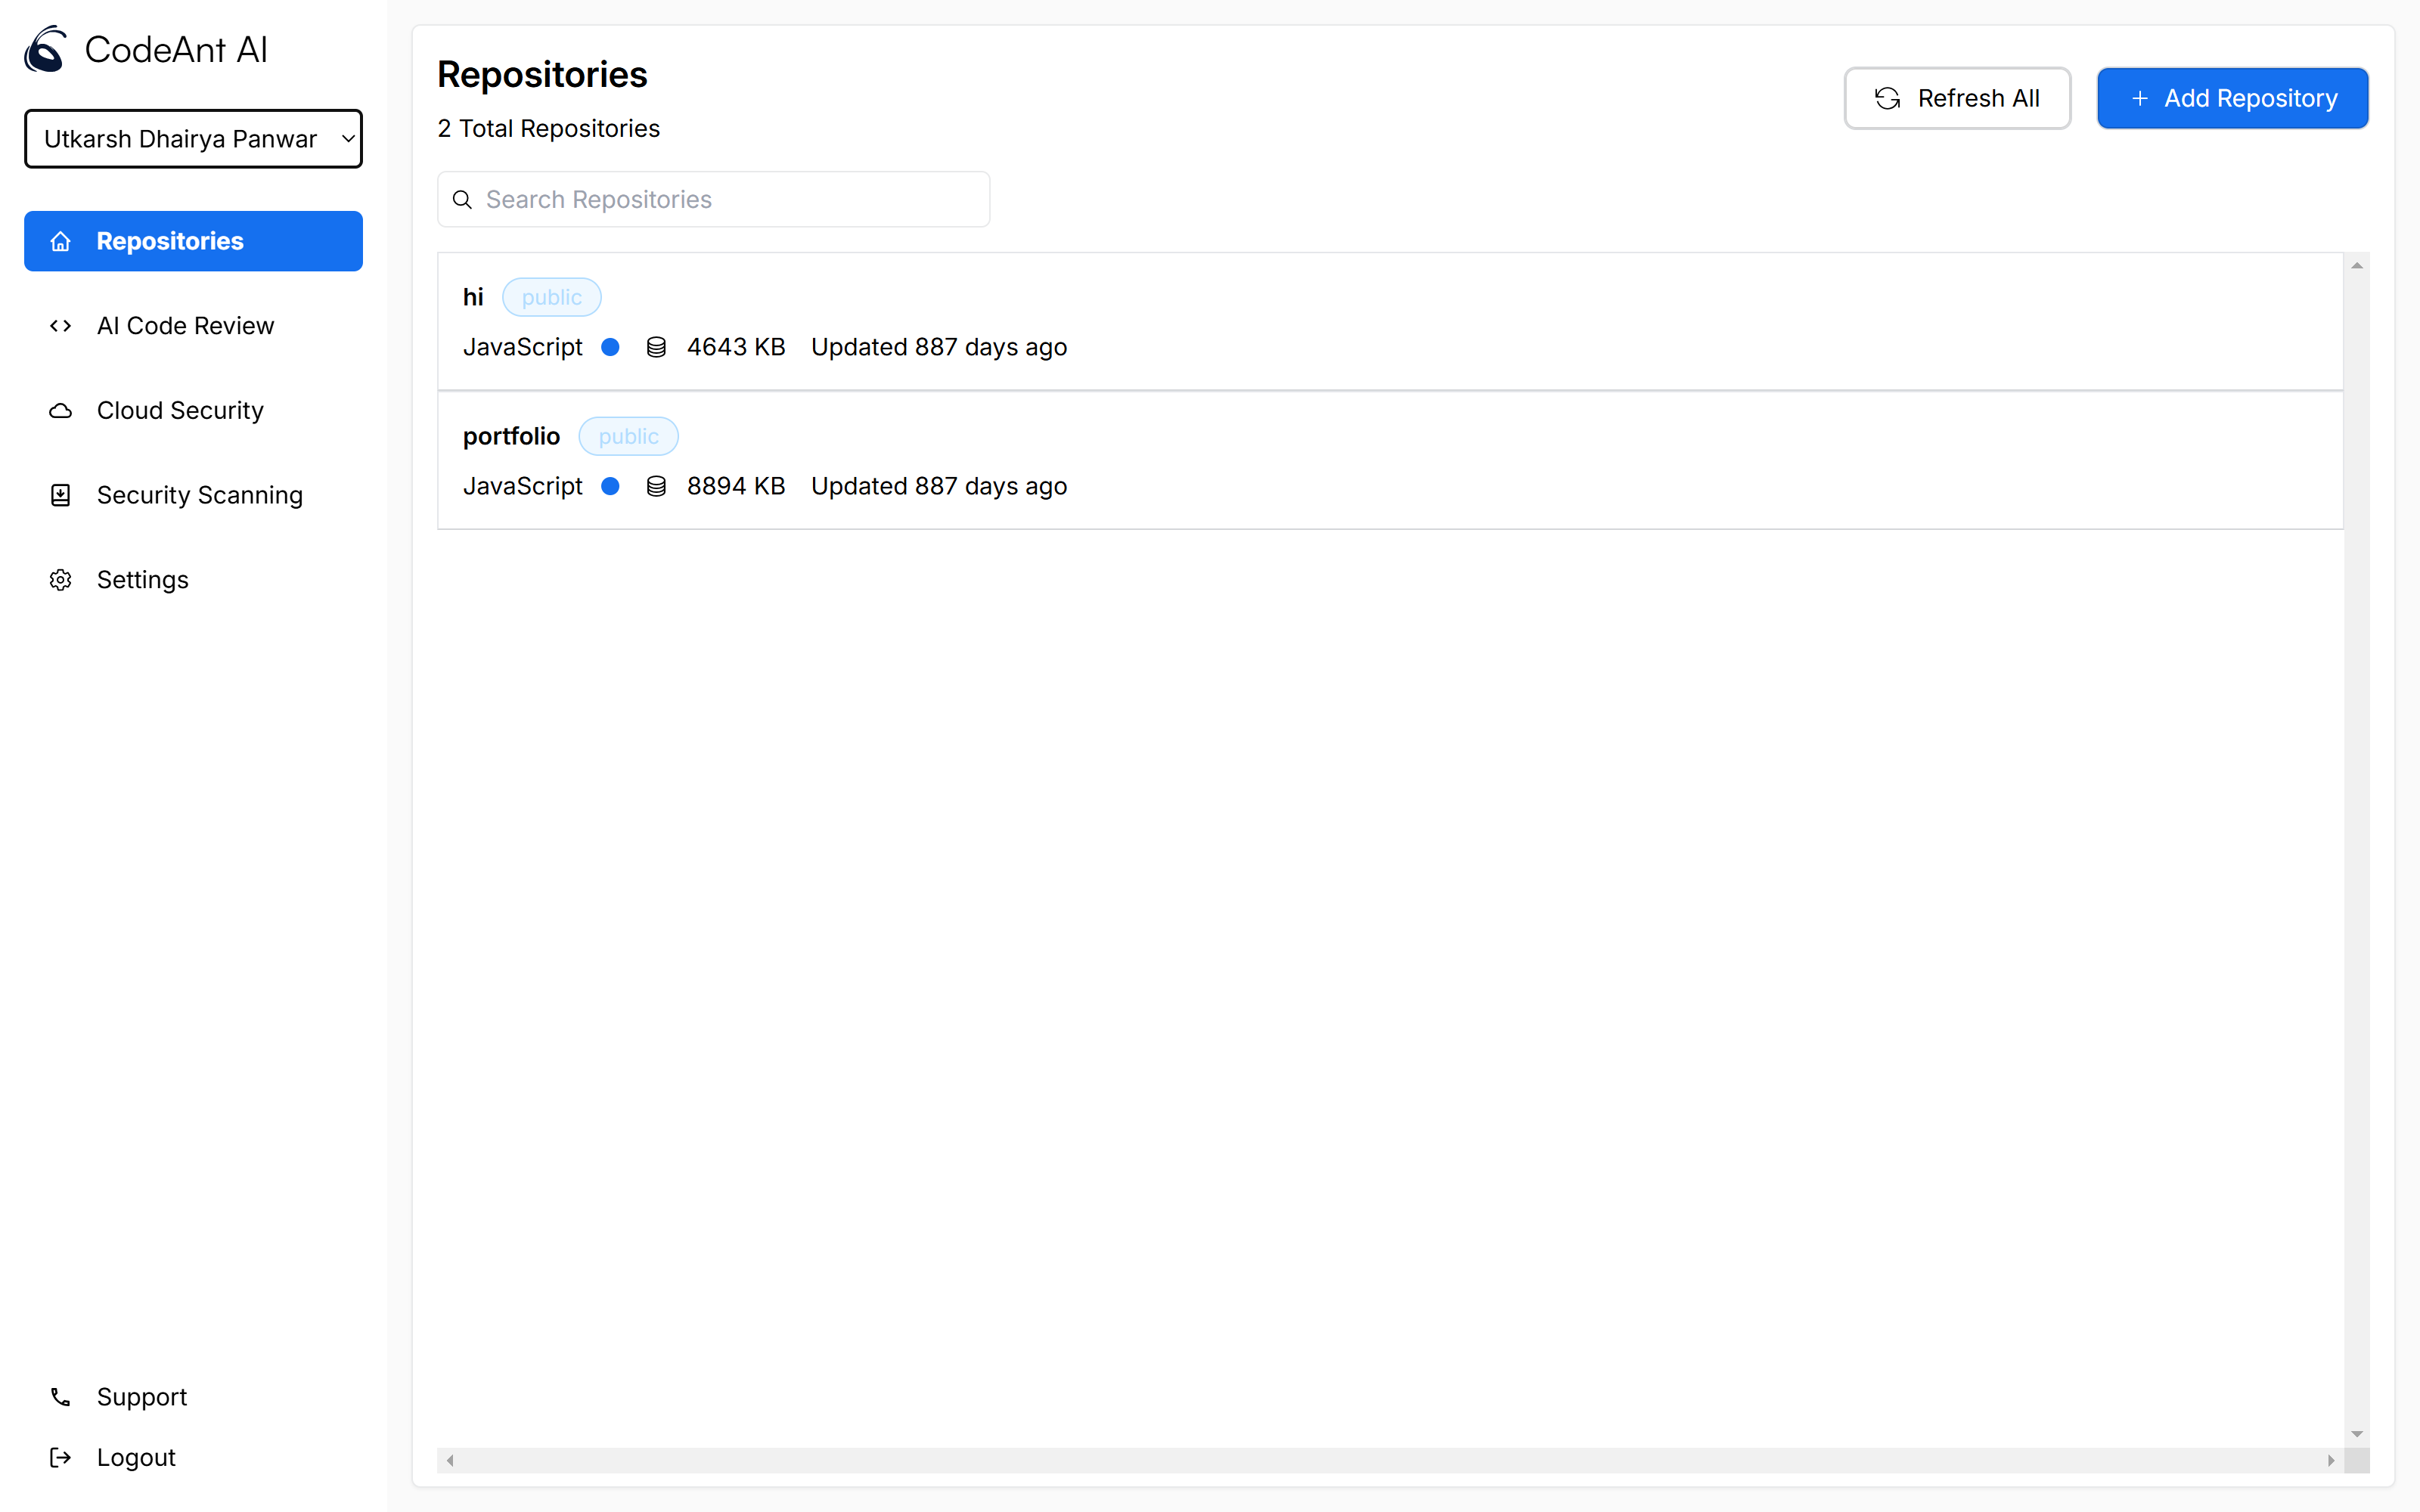 CodeAnt AI
Utkarsh Dhairya Panwar
Repositories
AI Code Review
Cloud Security
Security Scanning
Settings
Support
Logout
Repositories
2 Total Repositories
Refresh All
Add Repository
Search Repositories
hi public
JavaScript 4643 KB Updated 887 days ago
portfolio public
JavaScript 8894 KB Updated 887 days ago